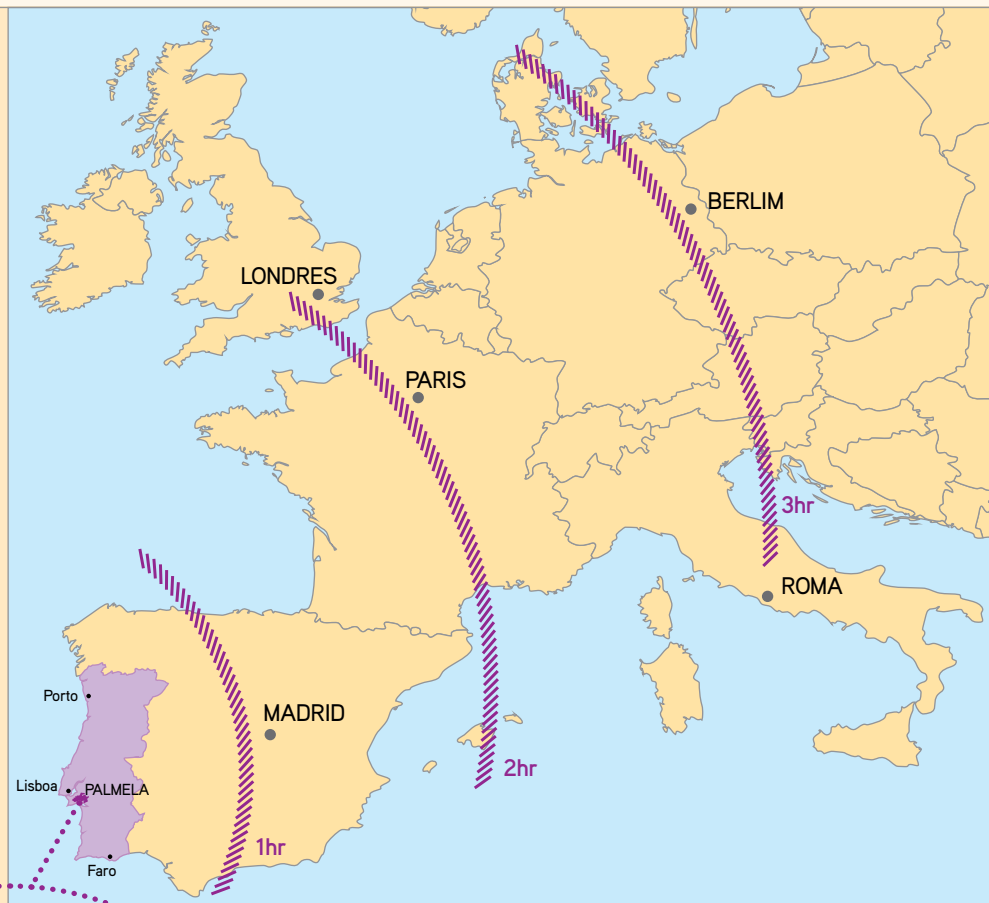 BERLIM
LONDRES
PARIS
3hr
ROMA
Porto
MADRID
2hr
Lisboa
PALMELA
1hr
Faro